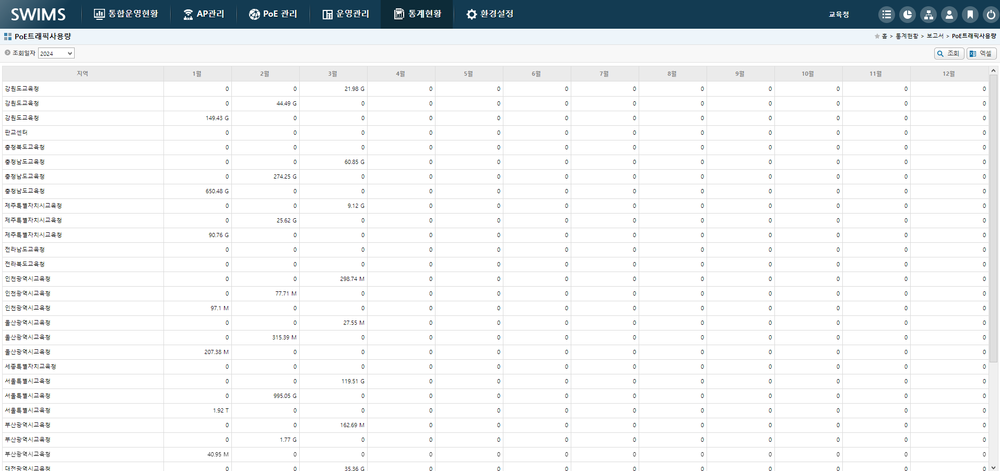 SWIMS 통합운영현황 AP관리 PoE 관리 운영관리 통계현황 환경설정 교육청
PoE트래픽사용량 홈 > 통계현황 > 보고서 > PoE트래픽사용량
조회일자 2024 조회 엑셀
지역 1월 2월 3월 4월 5월 6월 7월 8월 9월 10월 11월 12월
강원도교육청 0 0 21.98 G 0 0 0 0 0 0 0 0 0
강원도교육청 0 44.49 G 0 0 0 0 0 0 0 0 0 0
강원도교육청 149.43 G 0 0 0 0 0 0 0 0 0 0 0
판교센터 0 0 0 0 0 0 0 0 0 0 0 0
충청북도교육청 0 0 0 0 0 0 0 0 0 0 0 0
충청남도교육청 0 0 60.85 G 0 0 0 0 0 0 0 0 0
충청남도교육청 0 274.25 G 0 0 0 0 0 0 0 0 0 0
충청남도교육청 650.48 G 0 0 0 0 0 0 0 0 0 0 0
제주특별자치시교육청 0 0 9.12 G 0 0 0 0 0 0 0 0 0
제주특별자치시교육청 0 25.62 G 0 0 0 0 0 0 0 0 0 0
제주특별자치시교육청 90.76 G 0 0 0 0 0 0 0 0 0 0 0
전라남도교육청 0 0 0 0 0 0 0 0 0 0 0 0
전라북도교육청 0 0 0 0 0 0 0 0 0 0 0 0
인천광역시교육청 0 0 298.74 M 0 0 0 0 0 0 0 0 0
인천광역시교육청 0 77.71 M 0 0 0 0 0 0 0 0 0 0
인천광역시교육청 97.1 M 0 0 0 0 0 0 0 0 0 0 0
울산광역시교육청 0 0 27.55 M 0 0 0 0 0 0 0 0 0
울산광역시교육청 0 315.39 M 0 0 0 0 0 0 0 0 0 0
울산광역시교육청 207.38 M 0 0 0 0 0 0 0 0 0 0 0
세종특별자치교육청 0 0 0 0 0 0 0 0 0 0 0 0
서울특별시교육청 0 0 119.51 G 0 0 0 0 0 0 0 0 0
서울특별시교육청 0 995.05 G 0 0 0 0 0 0 0 0 0 0
서울특별시교육청 1.92 T 0 0 0 0 0 0 0 0 0 0 0
부산광역시교육청 0 0 162.69 M 0 0 0 0 0 0 0 0 0
부산광역시교육청 0 1.77 G 0 0 0 0 0 0 0 0 0 0
부산광역시교육청 40.95 M 0 0 0 0 0 0 0 0 0 0 0
대전광역시교육청 0 0 35.36 G 0 0 0 0 0 0 0 0 0